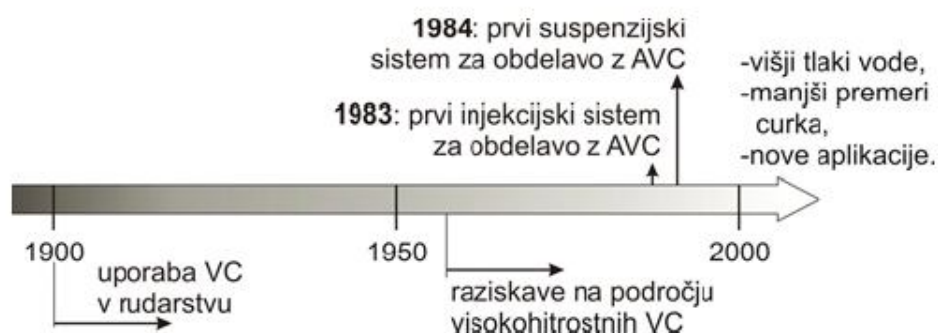 1984: prvi suspenzijski
sistem za obdelavo z AVC
1983: prvi injekcijski sistem
za obdelavo z AVC
-višji tlaki vode,
-manjši premeri
curka,
-nove aplikacije.
1900
1950
2000
uporaba VC
v rudarstvu
raziskave na področju
visokohitrostnih VC